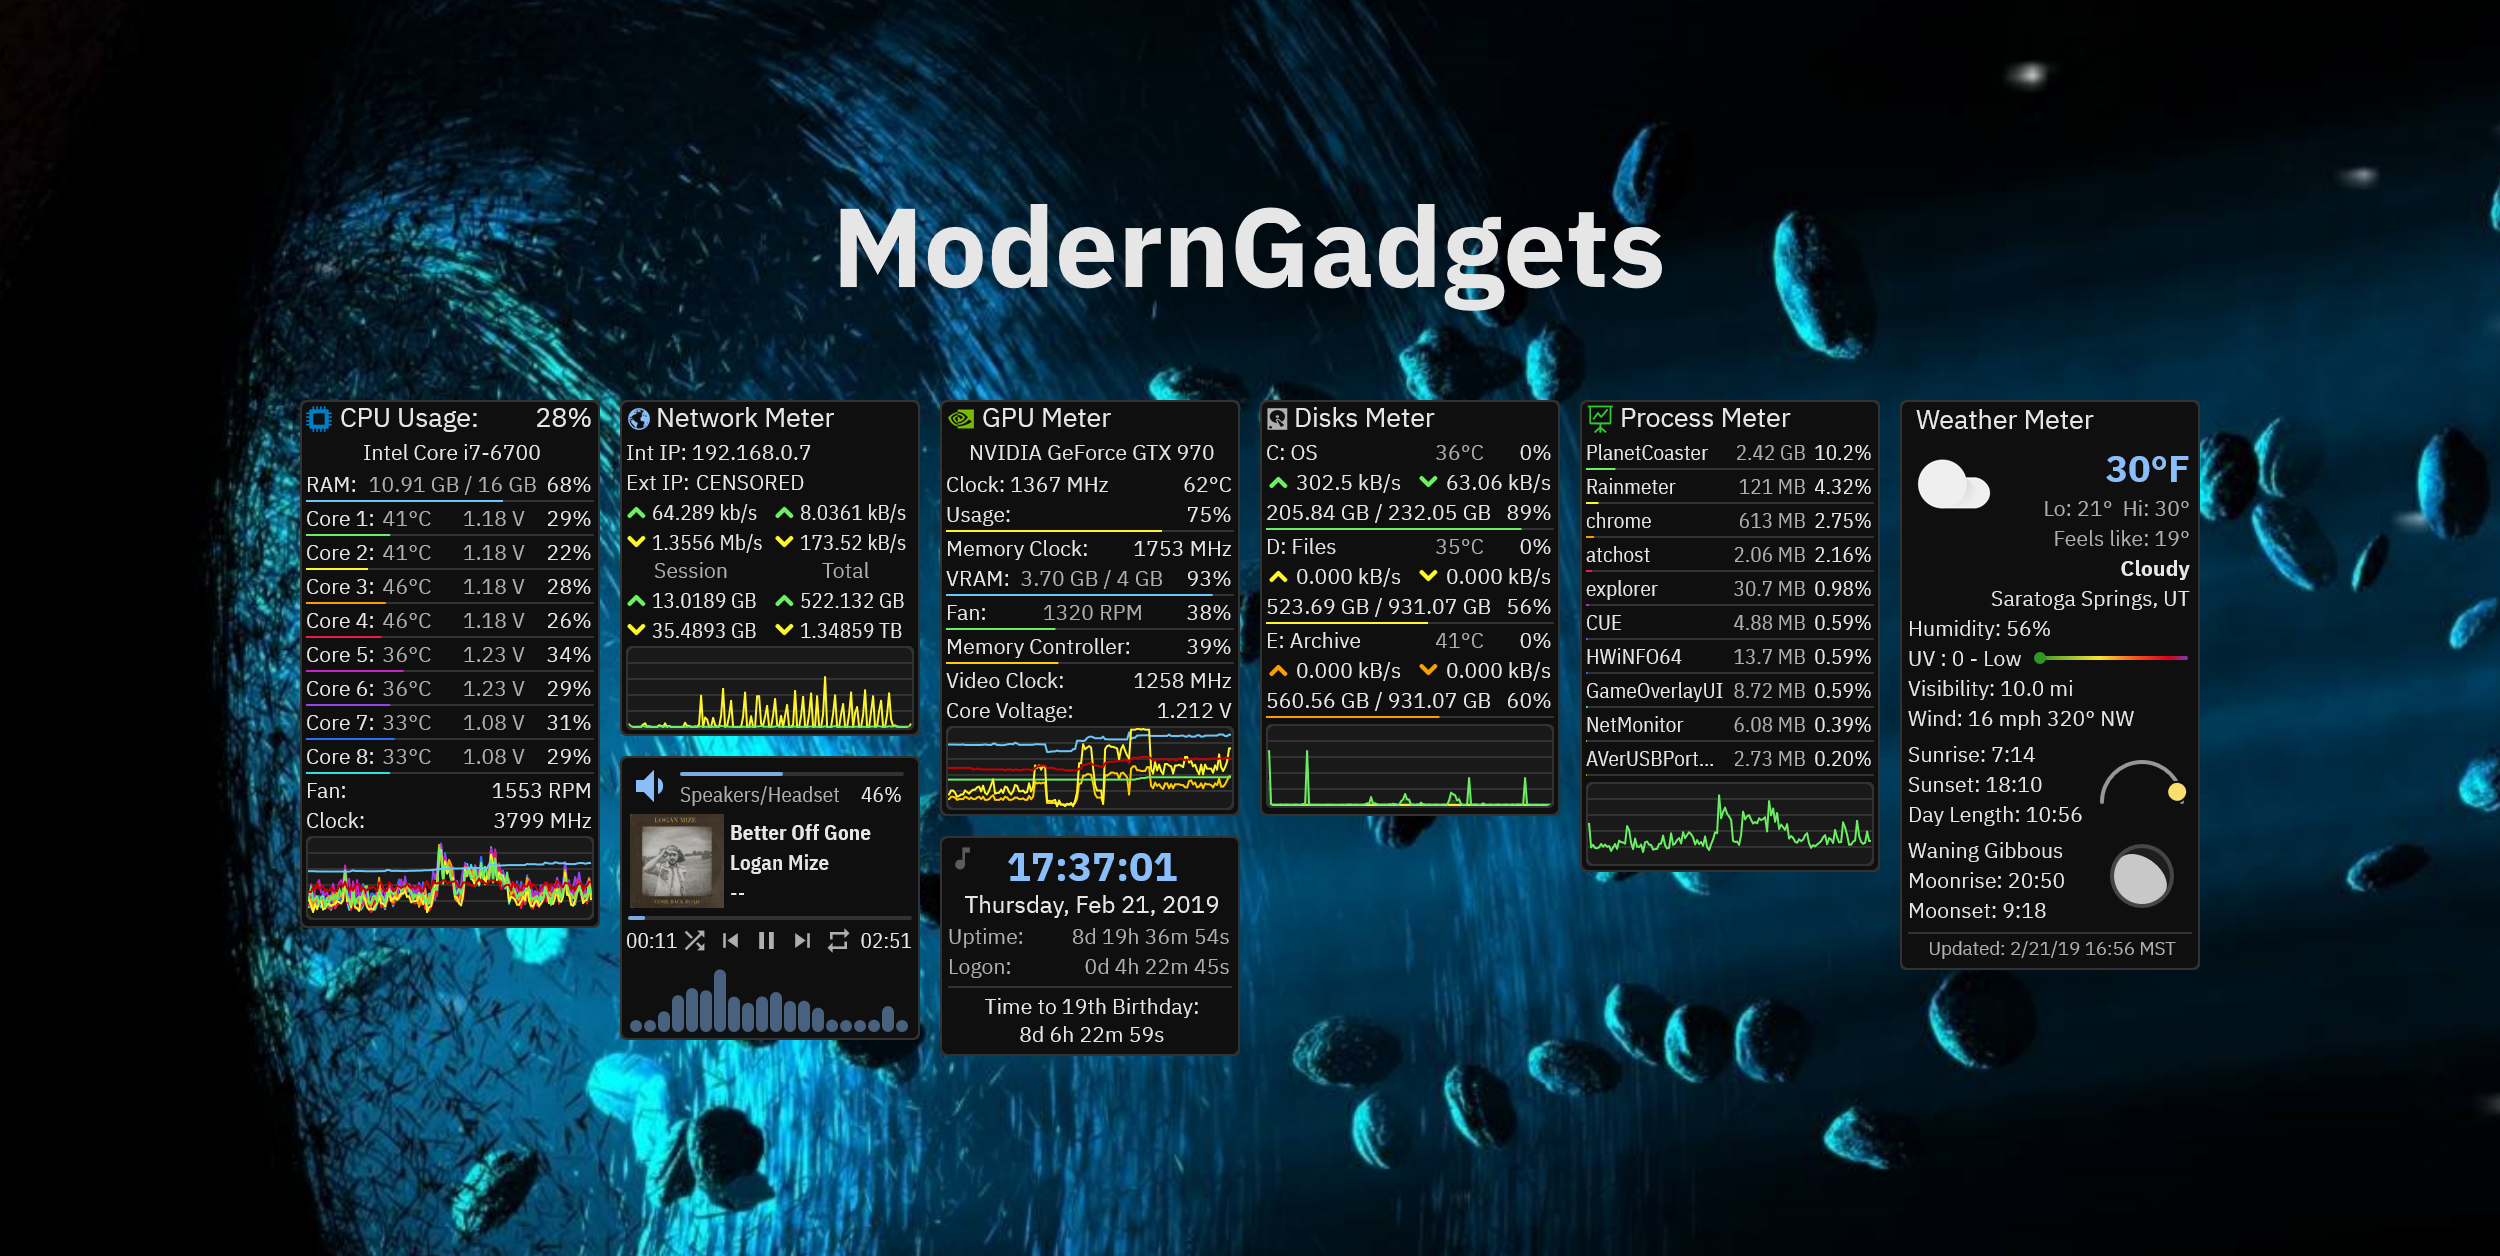 ModernGadgets
CPU Usage: 28%
Intel Core i7-6700
RAM: 10.91 GB / 16 GB 68%
Core 1: 41°C 1.18 V 29%
Core 2: 41°C 1.18 V 22%
Core 3: 46°C 1.18 V 28%
Core 4: 46°C 1.18 V 26%
Core 5: 36°C 1.23 V 34%
Core 6: 36°C 1.23 V 29%
Core 7: 33°C 1.08 V 31%
Core 8: 33°C 1.08 V 29%
Fan: 1553 RPM
Clock: 3799 MHz
Network Meter
Int IP: 192.168.0.7
Ext IP: CENSORED
64.289 kb/s 8.0361 kB/s
1.3556 Mb/s 173.52 kB/s
Session Total
13.0189 GB 522.132 GB
35.4893 GB 1.34859 TB
Speakers/Headset 46%
LOGAN MIZE
COME BACK ROAD
Better Off Gone
Logan Mize
--
00:11 02:51
GPU Meter
NVIDIA GeForce GTX 970
Clock: 1367 MHz 62°C
Usage: 75%
Memory Clock: 1753 MHz
VRAM: 3.70 GB / 4 GB 93%
Fan: 1320 RPM 38%
Memory Controller: 39%
Video Clock: 1258 MHz
Core Voltage: 1.212 V
17:37:01
Thursday, Feb 21, 2019
Uptime: 8d 19h 36m 54s
Logon: 0d 4h 22m 45s
Time to 19th Birthday:
8d 6h 22m 59s
Disks Meter
C: OS 36°C 0%
302.5 kB/s 63.06 kB/s
205.84 GB / 232.05 GB 89%
D: Files 35°C 0%
0.000 kB/s 0.000 kB/s
523.69 GB / 931.07 GB 56%
E: Archive 41°C 0%
0.000 kB/s 0.000 kB/s
560.56 GB / 931.07 GB 60%
Process Meter
PlanetCoaster 2.42 GB 10.2%
Rainmeter 121 MB 4.32%
chrome 613 MB 2.75%
atchost 2.06 MB 2.16%
explorer 30.7 MB 0.98%
CUE 4.88 MB 0.59%
HWiNFO64 13.7 MB 0.59%
GameOverlayUI 8.72 MB 0.59%
NetMonitor 6.08 MB 0.39%
AVerUSBPort... 2.73 MB 0.20%
Weather Meter
30°F
Lo: 21° Hi: 30°
Feels like: 19°
Cloudy
Saratoga Springs, UT
Humidity: 56%
UV : 0 - Low
Visibility: 10.0 mi
Wind: 16 mph 320° NW
Sunrise: 7:14
Sunset: 18:10
Day Length: 10:56
Waning Gibbous
Moonrise: 20:50
Moonset: 9:18
Updated: 2/21/19 16:56 MST